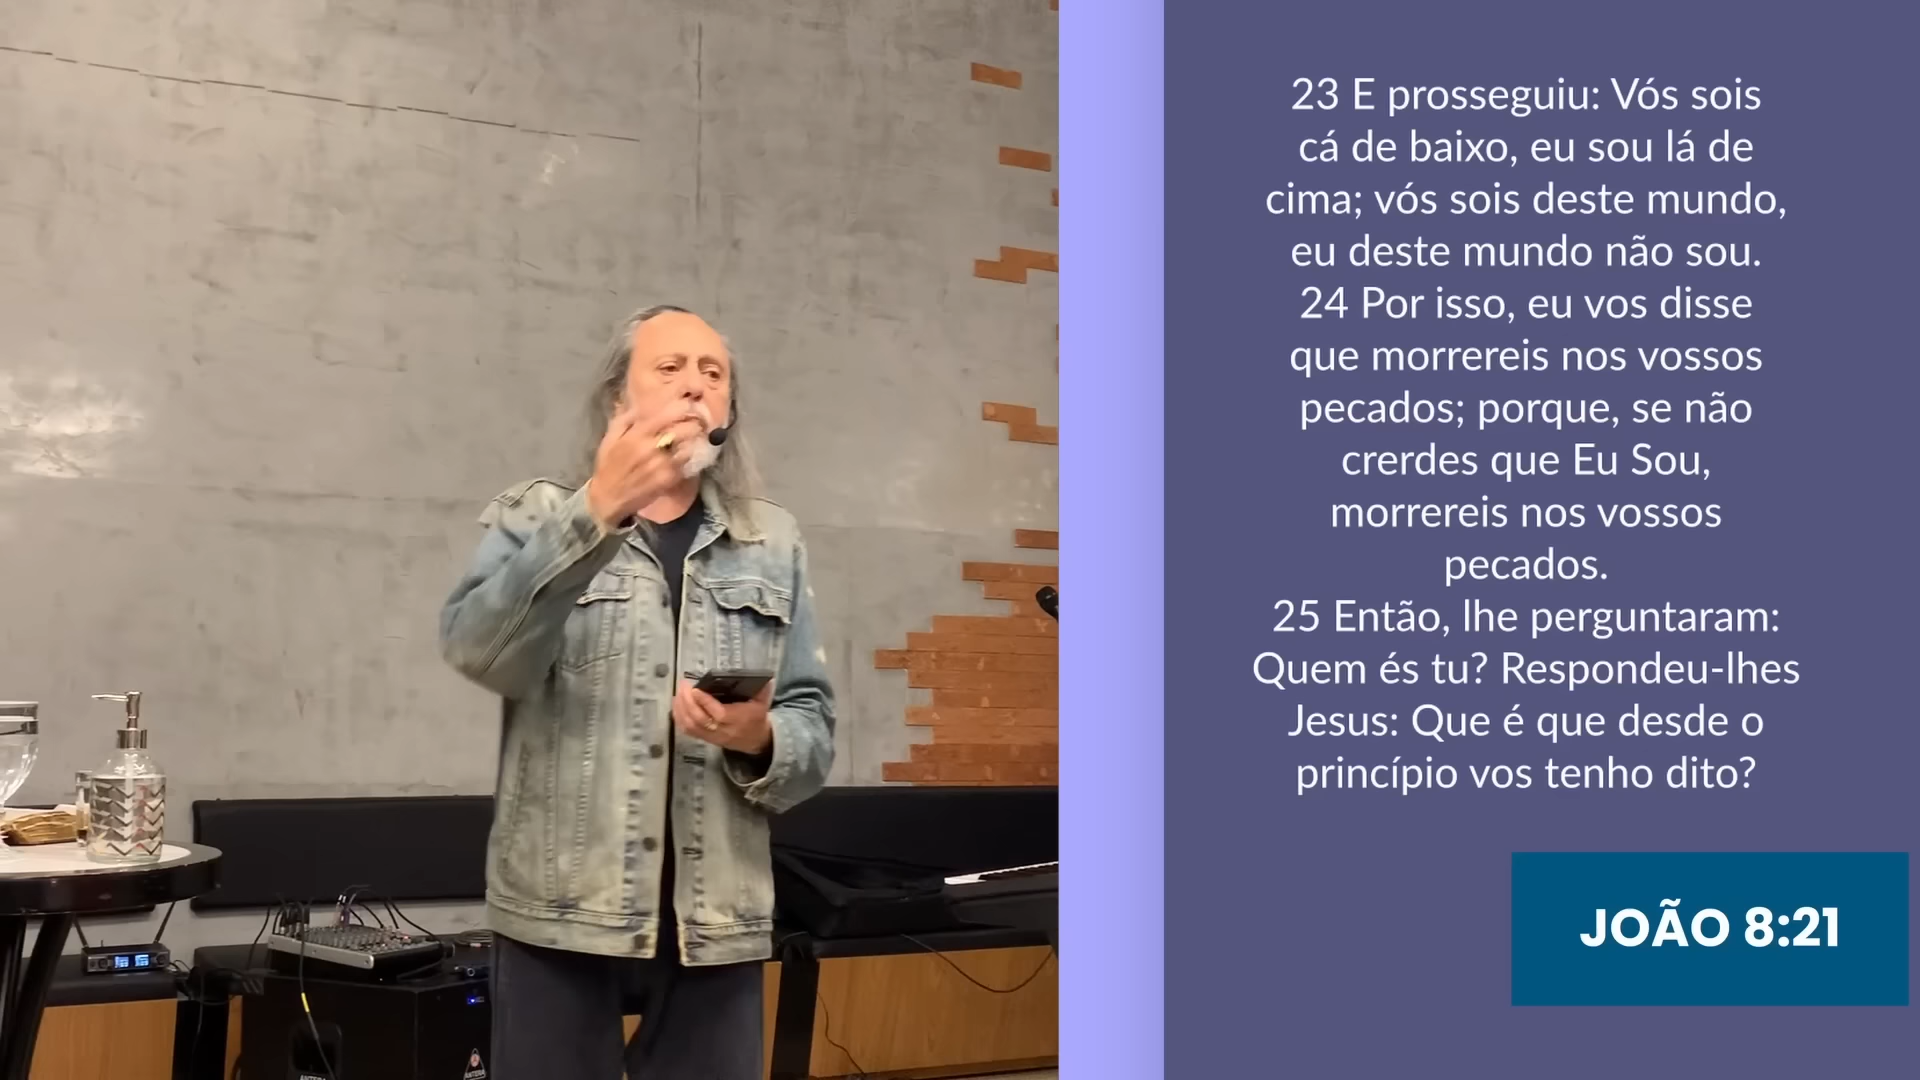 23 E prosseguiu: Vós sois
cá de baixo, eu sou lá de
cima; vós sois deste mundo,
eu deste mundo não sou.
24 Por isso, eu vos disse
que morrereis nos vossos
pecados; porque, se não
crerdes que Eu Sou,
morrereis nos vossos
pecados.
25 Então, lhe perguntaram:
Quem és tu? Respondeu-lhes
Jesus: Que é que desde o
princípio vos tenho dito?
JOÃO 8:21
ANTERA
ANTERA